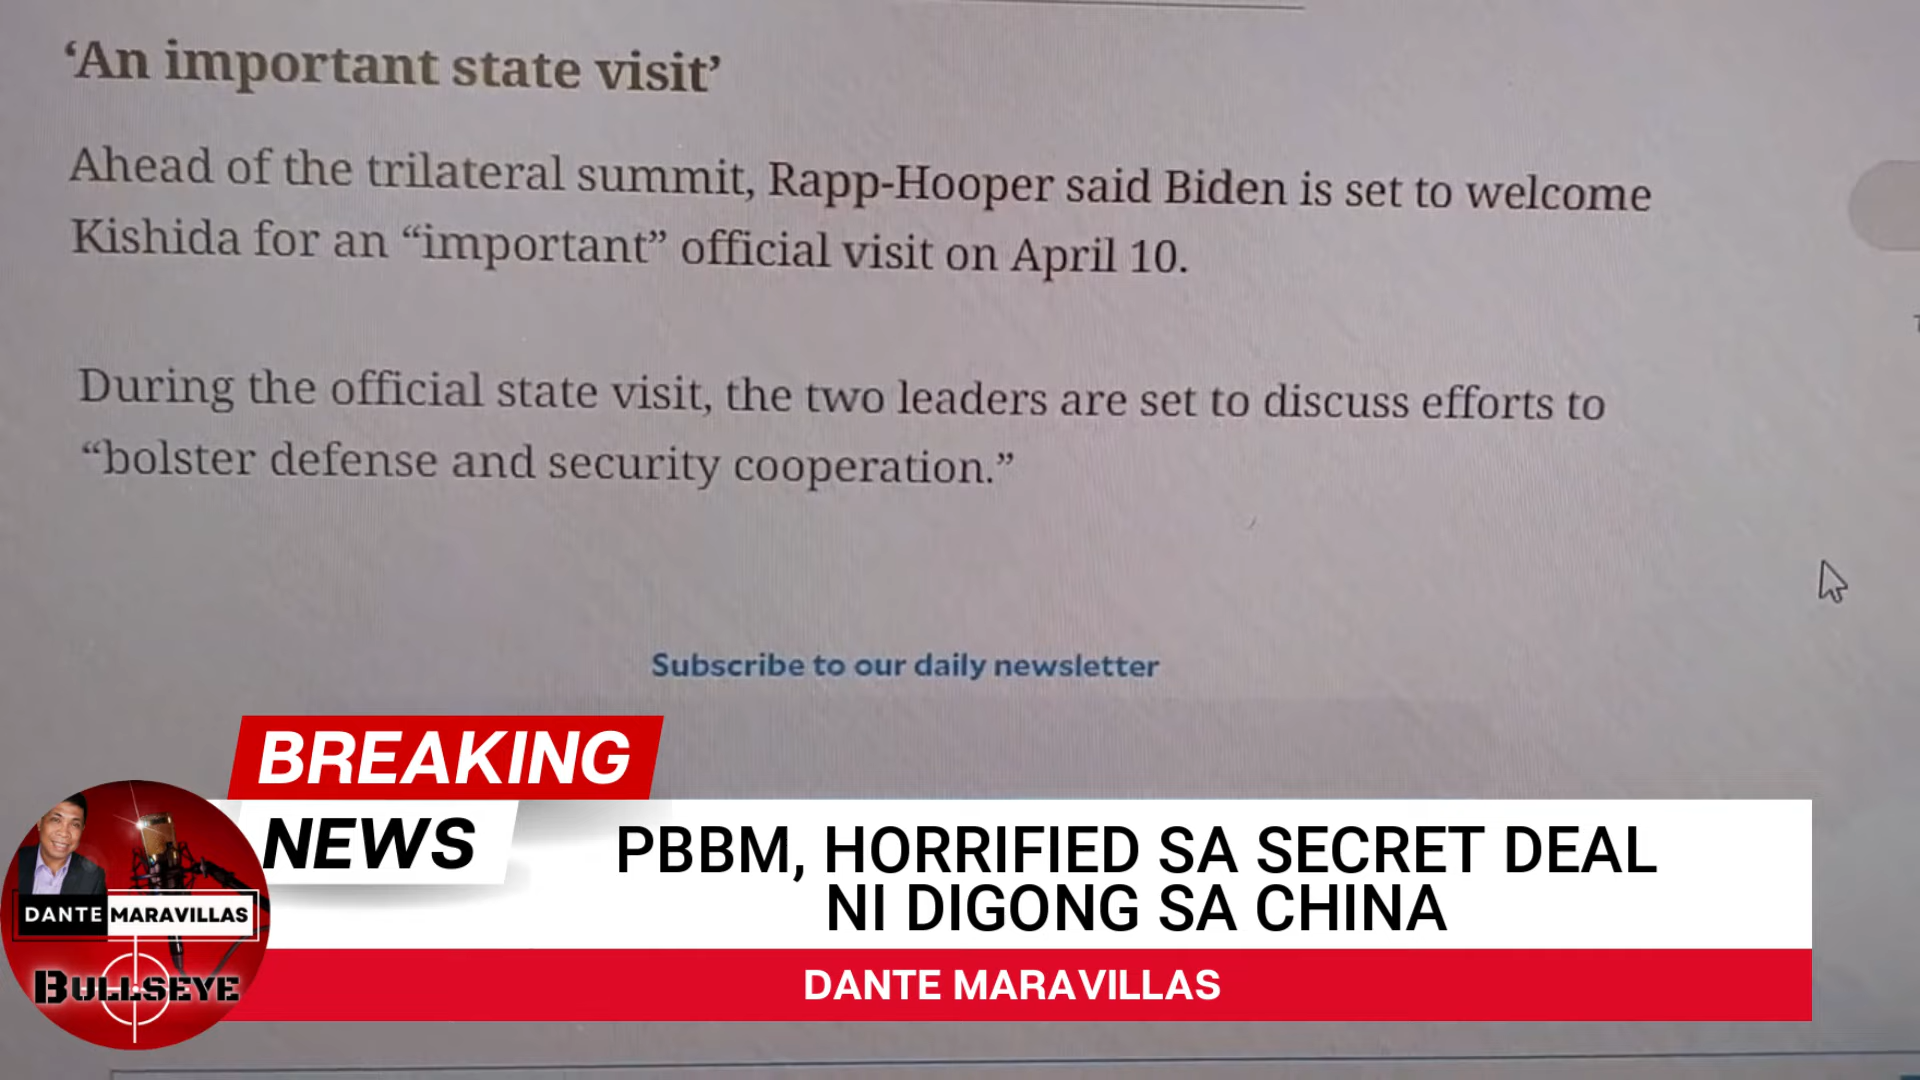 ‘An important state visit’
Ahead of the trilateral summit, Rapp-Hooper said Biden is set to welcome
Kishida for an “important” official visit on April 10.
During the official state visit, the two leaders are set to discuss efforts to
“bolster defense and security cooperation.”
Subscribe to our daily newsletter
BREAKING
NEWS
PBBM, HORRIFIED SA SECRET DEAL
NI DIGONG SA CHINA
DANTE MARAVILLAS
DANTE MARAVILLAS
BULLSEYE